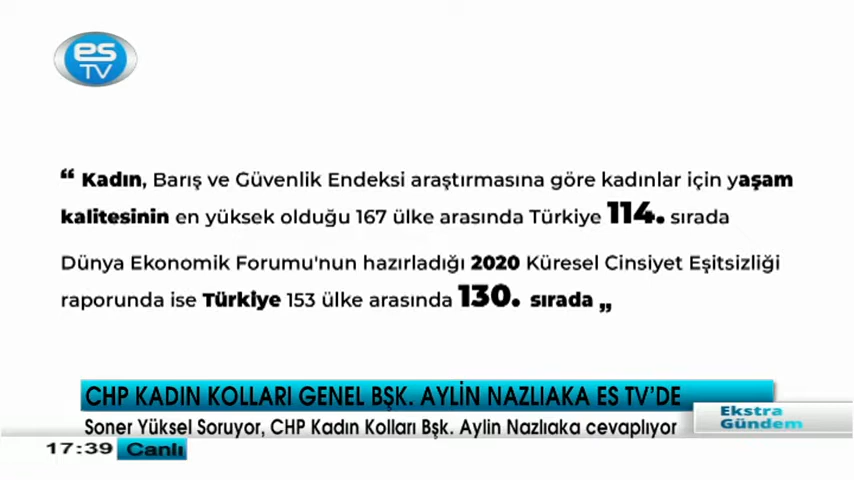 es
TV
“ Kadın, Barış ve Güvenlik Endeksi araştırmasına göre kadınlar için yaşam
kalitesinin en yüksek olduğu 167 ülke arasında Türkiye 114. sırada
Dünya Ekonomik Forumu'nun hazırladığı 2020 Küresel Cinsiyet Eşitsizliği
raporunda ise Türkiye 153 ülke arasında 130. sırada „
CHP KADIN KOLLARI GENEL BŞK. AYLİN NAZLIAKA ES TV’DE
Soner Yüksel Soruyor, CHP Kadın Kolları Bşk. Aylin Nazlıaka cevaplıyor
Ekstra
Gündem
17:39 Canlı